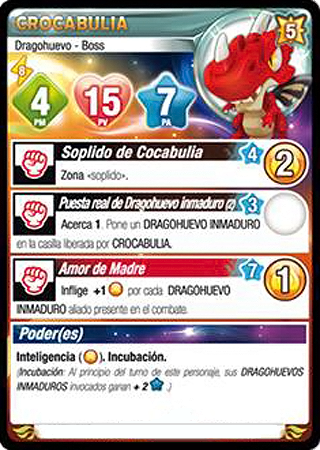 CROCABULIA
5
Dragohuevo - Boss
8
4
PM
15
PV
7
PA
Soplido de Cocabulia
4
2
Zona «soplido».
Puesta real de Dragohuevo inmaduro (2)
3
Acerca 1. Pone un DRAGOHUEVO INMADURO
en la casilla liberada por CROCABULIA.
Amor de Madre
7
1
Inflige +1 por cada DRAGOHUEVO
INMADURO aliado presente en el combate.
Poder(es)
Inteligencia ( ). Incubación.
(Incubación: Al principio del turno de este personaje, sus DRAGOHUEVOS
INMADUROS invocados ganan + 2 .)